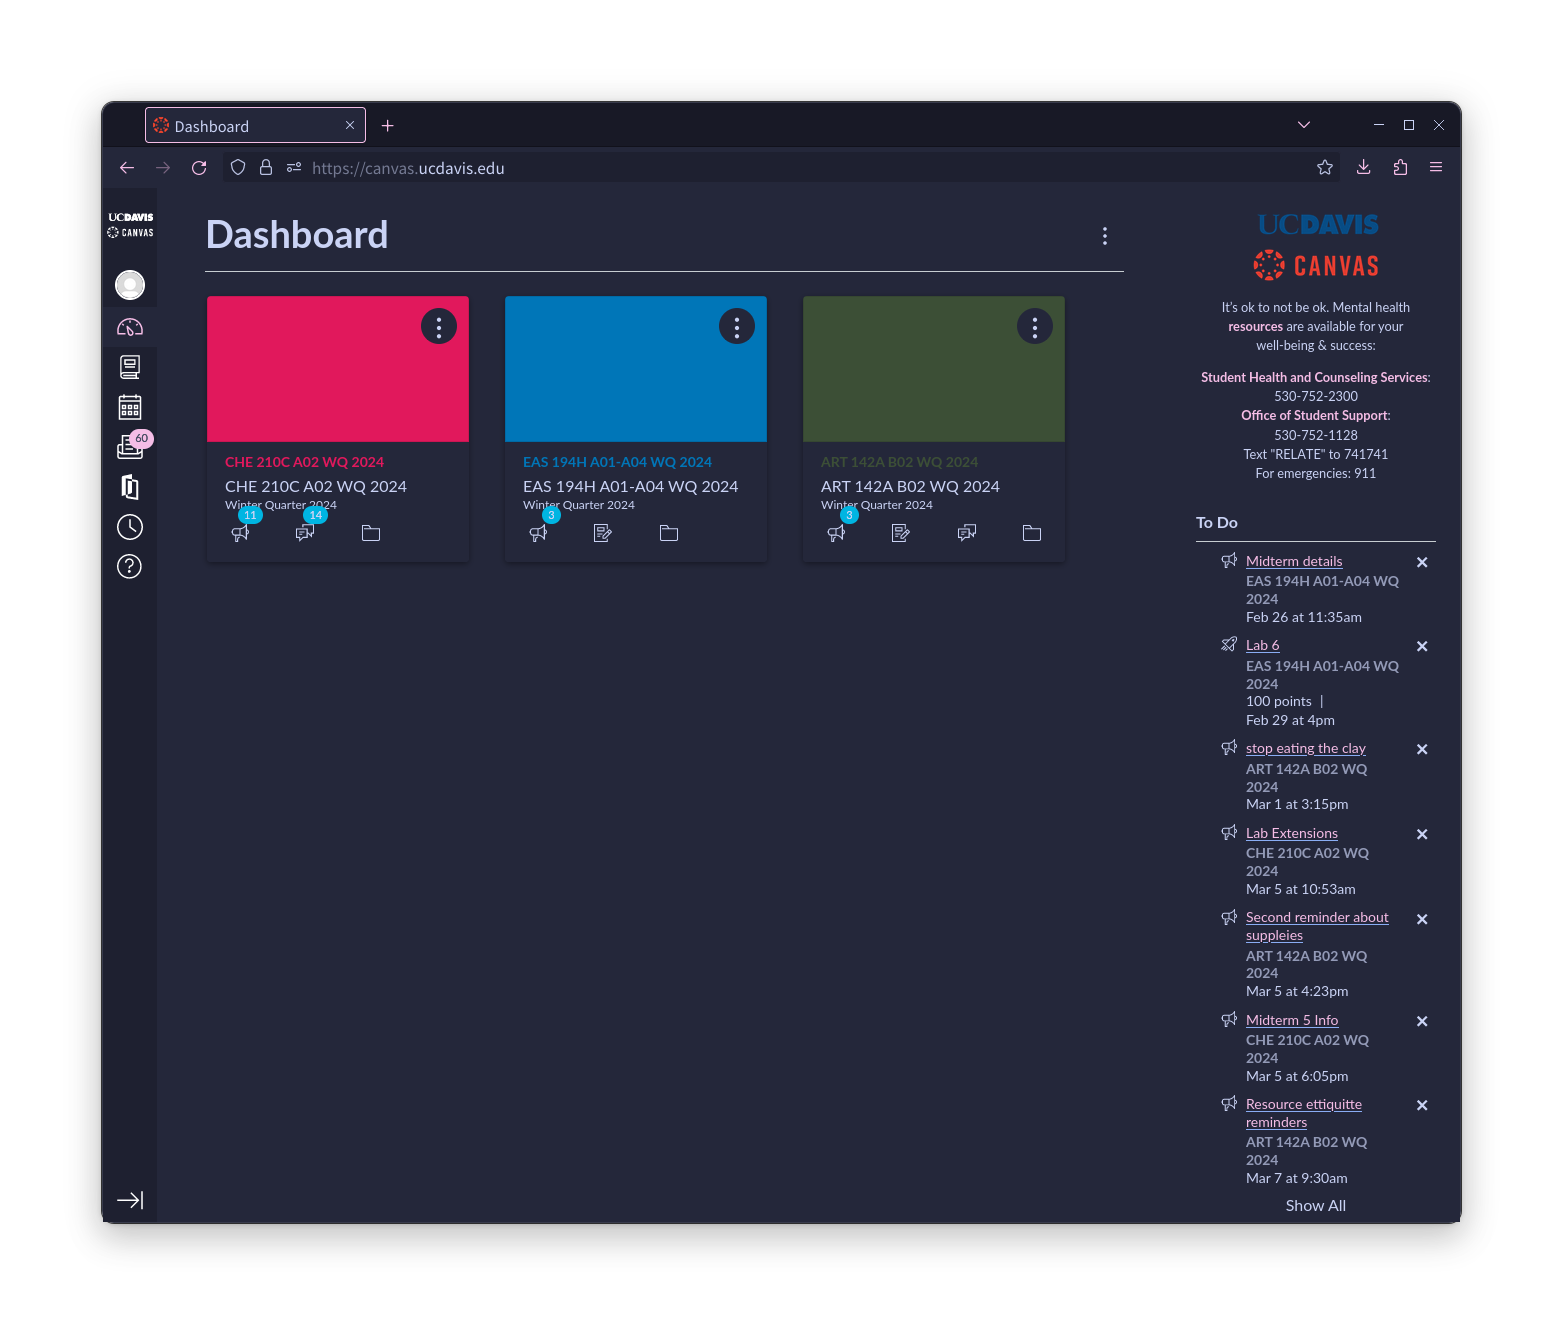 Dashboard
https://canvas.ucdavis.edu
UCDAVIS
CANVAS
60
Dashboard
CHE 210C A02 WQ 2024
CHE 210C A02 WQ 2024
Winter Quarter 2024
11
14
EAS 194H A01-A04 WQ 2024
EAS 194H A01-A04 WQ 2024
Winter Quarter 2024
3
ART 142A B02 WQ 2024
ART 142A B02 WQ 2024
Winter Quarter 2024
3
UCDAVIS
CANVAS
It's ok to not be ok. Mental health
resources are available for your
well-being & success:
Student Health and Counseling Services:
530-752-2300
Office of Student Support:
530-752-1128
Text "RELATE" to 741741
For emergencies: 911
To Do
Midterm details
EAS 194H A01-A04 WQ
2024
Feb 26 at 11:35am
Lab 6
EAS 194H A01-A04 WQ
2024
100 points |
Feb 29 at 4pm
stop eating the clay
ART 142A B02 WQ
2024
Mar 1 at 3:15pm
Lab Extensions
CHE 210C A02 WQ
2024
Mar 5 at 10:53am
Second reminder about
suppleies
ART 142A B02 WQ
2024
Mar 5 at 4:23pm
Midterm 5 Info
CHE 210C A02 WQ
2024
Mar 5 at 6:05pm
Resource ettiquitte
reminders
ART 142A B02 WQ
2024
Mar 7 at 9:30am
Show All